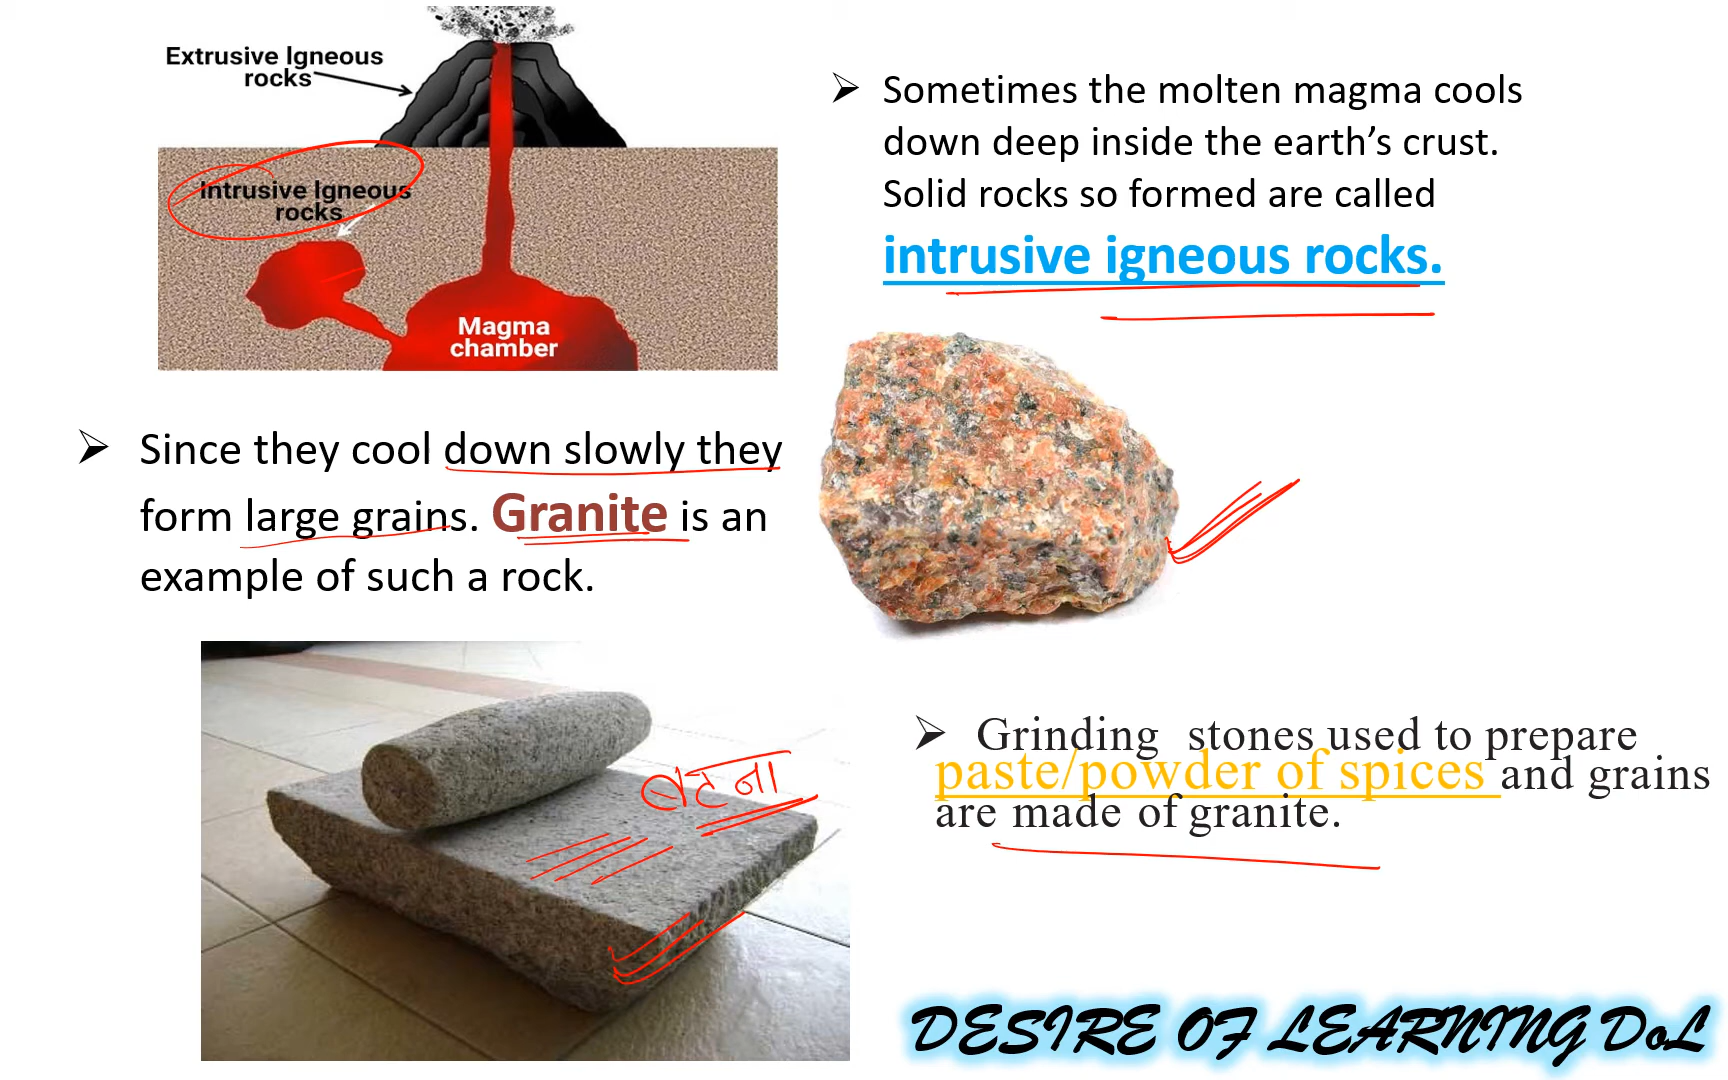 Extrusive Igneous
rocks
Intrusive Igneous
rocks
Magma
chamber
➢ Sometimes the molten magma cools
down deep inside the earth’s crust.
Solid rocks so formed are called
intrusive igneous rocks.
➢ Since they cool down slowly they
form large grains. Granite is an
example of such a rock.
➢ Grinding stones used to prepare
paste/powder of spices and grains
are made of granite.
DESIRE OF LEARNING DoL